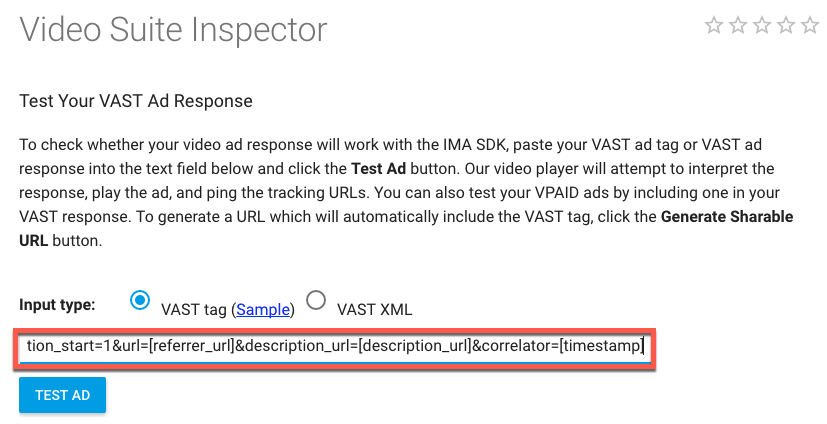 Video Suite Inspector
Test Your VAST Ad Response
To check whether your video ad response will work with the IMA SDK, paste your VAST ad tag or VAST ad
response into the text field below and click the Test Ad button. Our video player will attempt to interpret the
response, play the ad, and ping the tracking URLs. You can also test your VPAID ads by including one in your
VAST response. To generate a URL which will automatically include the VAST tag, click the Generate Sharable
URL button.
Input type: VAST tag (Sample) VAST XML
tion_start=1&url=[referrer_url]&description_url=[description_url]&correlator=[timestamp]
TEST AD